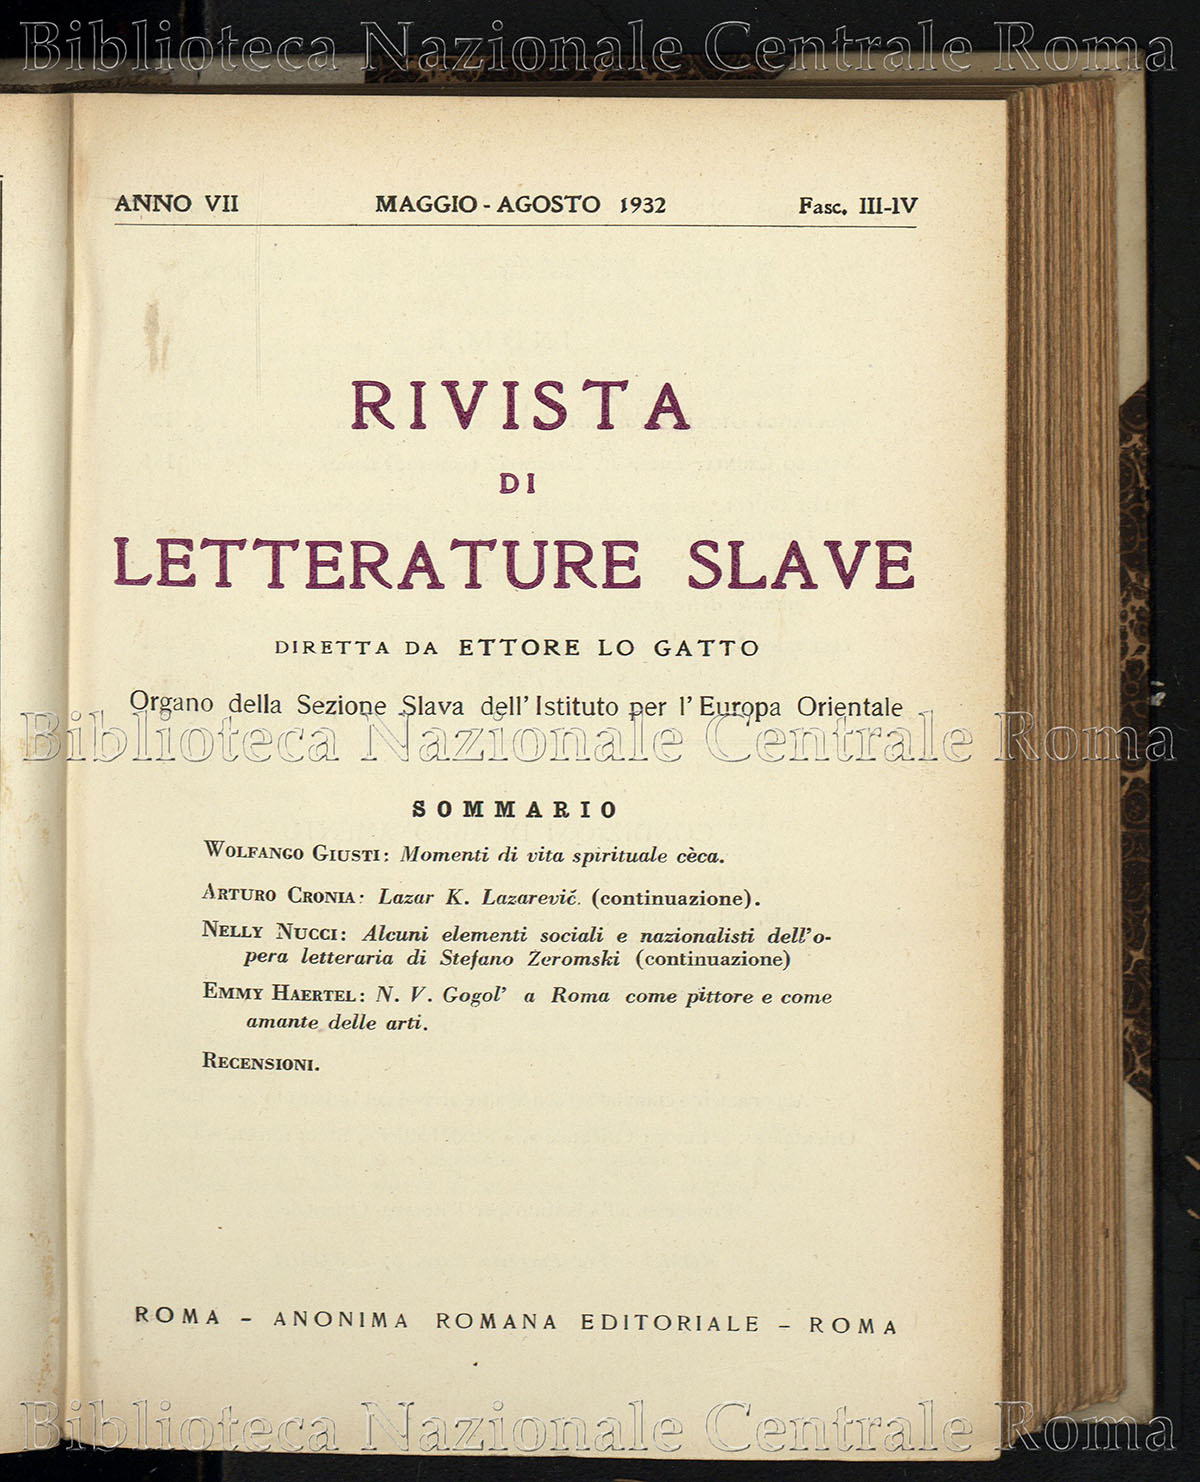 Biblioteca Nazionale Centrale Roma
ANNO VII MAGGIO - AGOSTO 1932 Fasc. III-IV
RIVISTA
DI
LETTERATURE SLAVE
DIRETTA DA ETTORE LO GATTO
Organo della Sezione Slava dell'Istituto per l'Europa Orientale
Biblioteca Nazionale Centrale Roma
SOMMARIO
WOLFANGO GIUSTI: Momenti di vita spirituale cèca.
ARTURO CRONIA: Lazar K. Lazarević. (continuazione).
NELLY NUCCI: Alcuni elementi sociali e nazionalisti dell'o-
pera letteraria di Stefano Zeromski (continuazione)
EMMY HAERTEL: N. V. Gogol' a Roma come pittore e come
amante delle arti.
RECENSIONI.
ROMA - ANONIMA ROMANA EDITORIALE - ROMA
Biblioteca Nazionale Centrale Roma